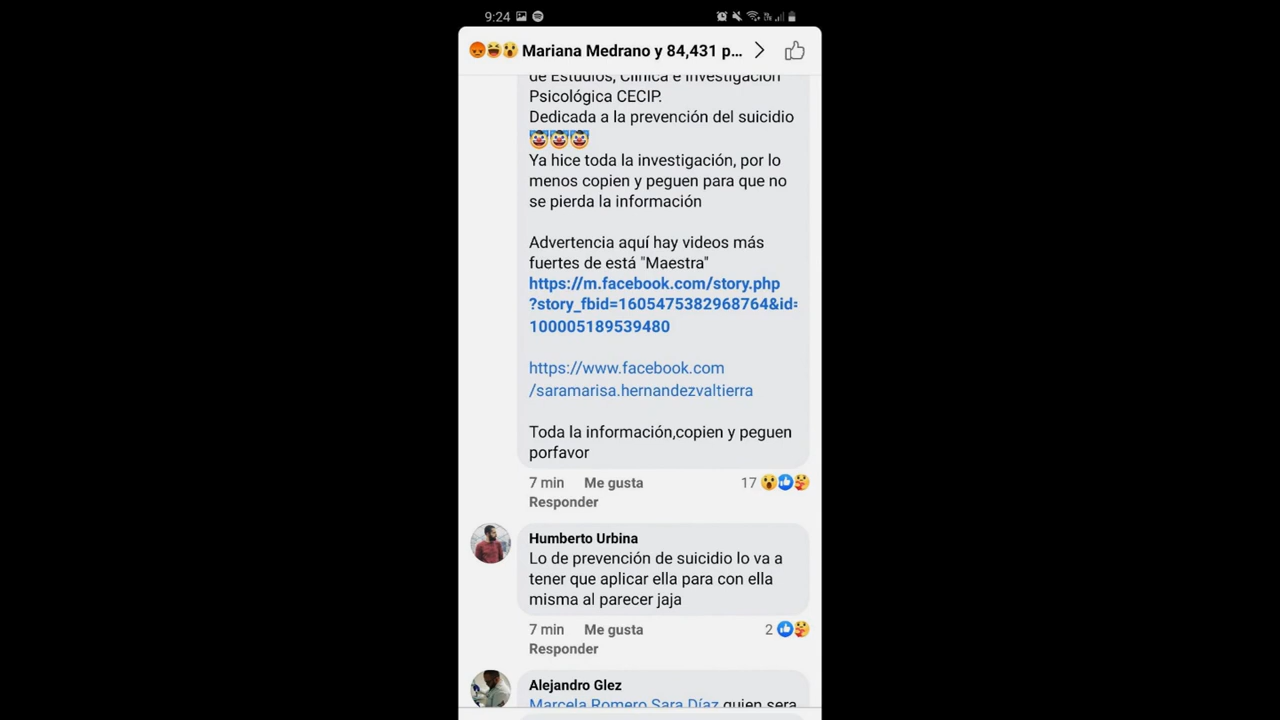 9:24
Mariana Medrano y 84,431 p...
de Estudios, Clínica e Investigación
Psicológica CECIP.
Dedicada a la prevención del suicidio
🤡🤡🤡
Ya hice toda la investigación, por lo
menos copien y peguen para que no
se pierda la información
Advertencia aquí hay videos más
fuertes de está "Maestra"
https://m.facebook.com/story.php
?story_fbid=1605475382968764&id=
100005189539480
https://www.facebook.com
/saramarisa.hernandezvaltierra
Toda la información,copien y peguen
porfavor
7 min Me gusta 17
Responder
Humberto Urbina
Lo de prevención de suicidio lo va a
tener que aplicar ella para con ella
misma al parecer jaja
7 min Me gusta 2
Responder
Alejandro Glez
Marcela Romero Sara Díaz quien sera